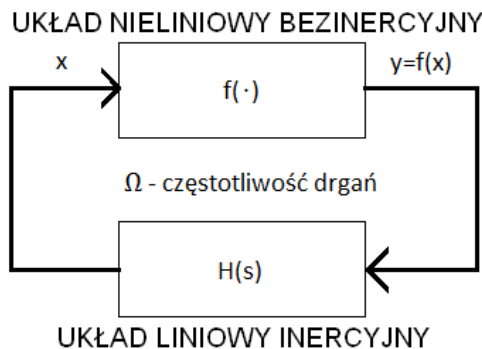 UKŁAD NIELINIOWY BEZINERCYJNY
x
y=f(x)
f(·)
Ω - częstotliwość drgań
H(s)
UKŁAD LINIOWY INERCYJNY